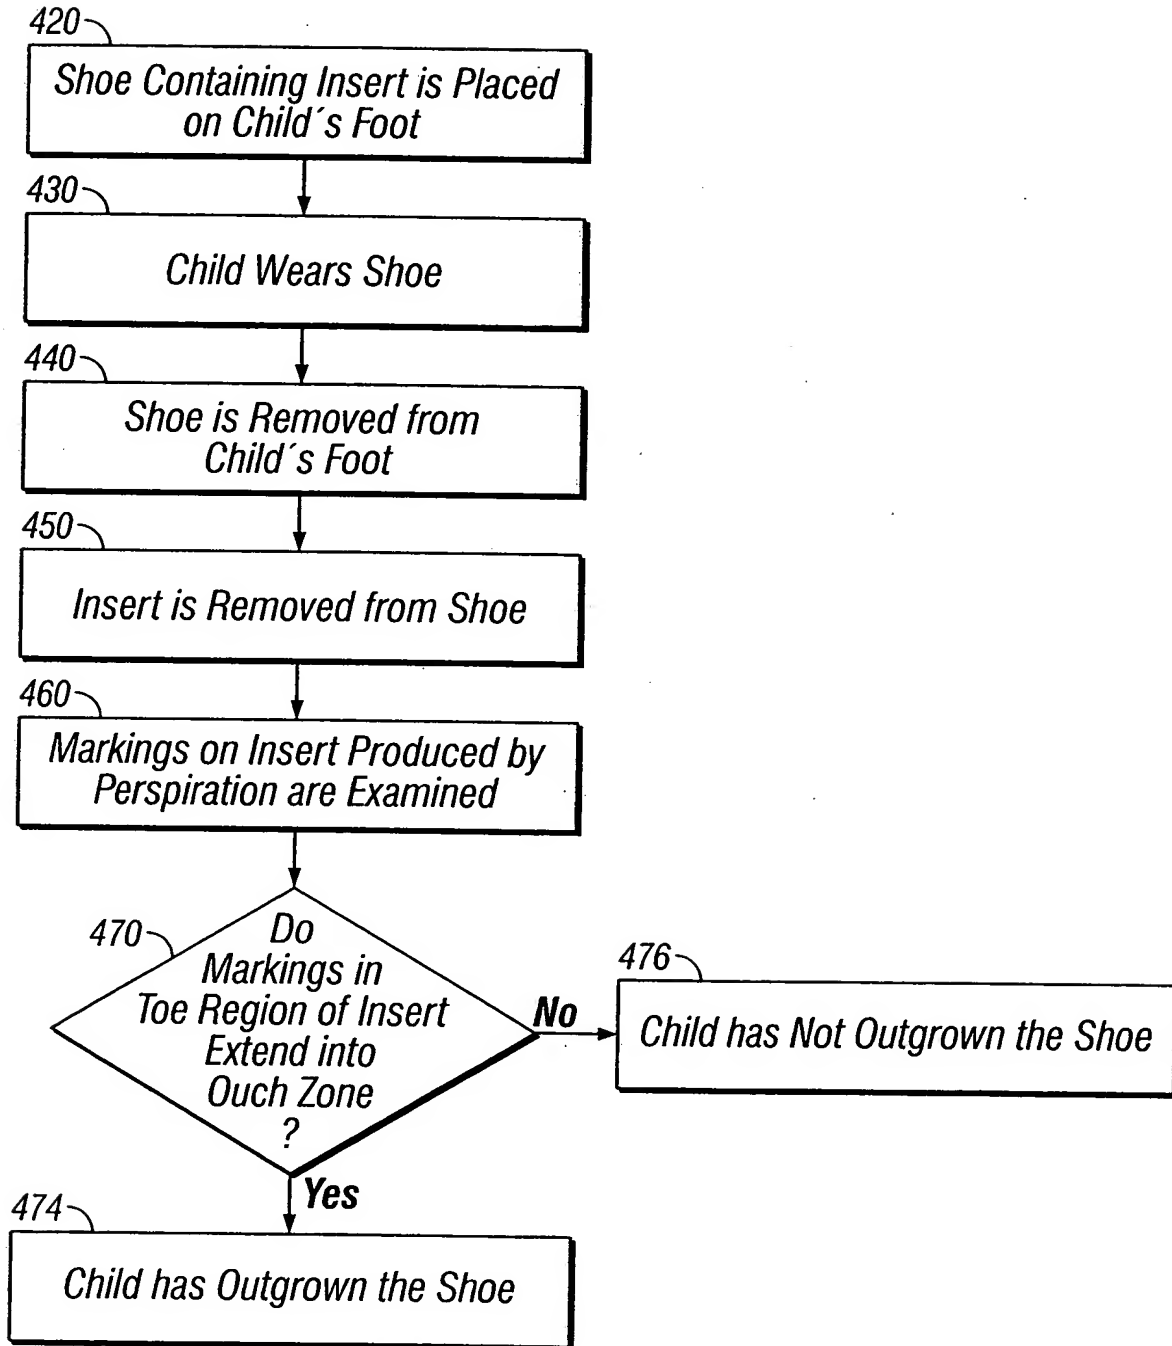 420
Shoe Containing Insert is Placed
on Child´s Foot
430
Child Wears Shoe
440
Shoe is Removed from
Child´s Foot
450
Insert is Removed from Shoe
460
Markings on Insert Produced by
Perspiration are Examined
470
Do
Markings in
Toe Region of Insert
Extend into
Ouch Zone
?
No
476
Child has Not Outgrown the Shoe
Yes
474
Child has Outgrown the Shoe